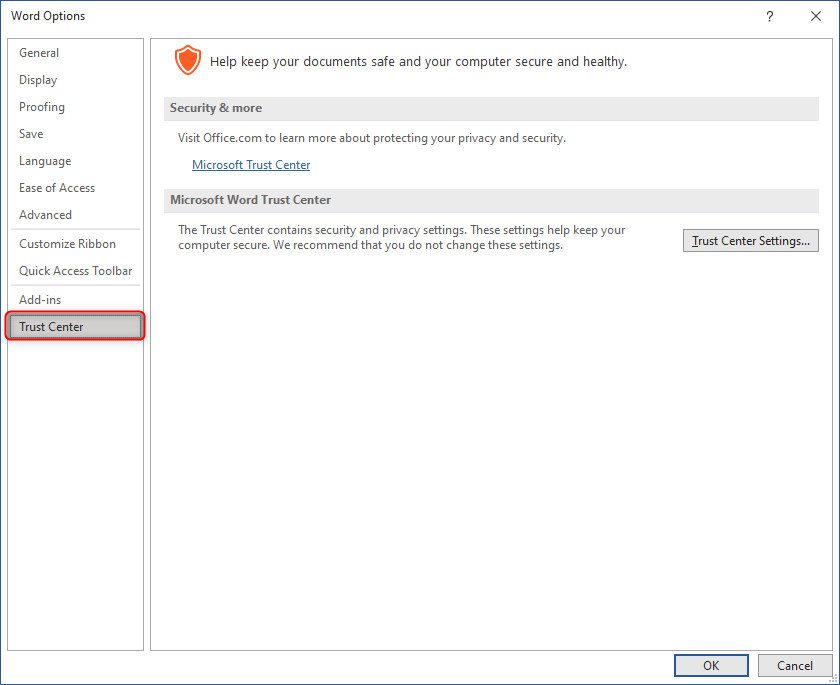 Word Options
?
General
Display
Proofing
Save
Language
Ease of Access
Advanced
Customize Ribbon
Quick Access Toolbar
Add-ins
Trust Center
Help keep your documents safe and your computer secure and healthy.
Security & more
Visit Office.com to learn more about protecting your privacy and security.
Microsoft Trust Center
Microsoft Word Trust Center
The Trust Center contains security and privacy settings. These settings help keep your
computer secure. We recommend that you do not change these settings.
Trust Center Settings...
OK
Cancel